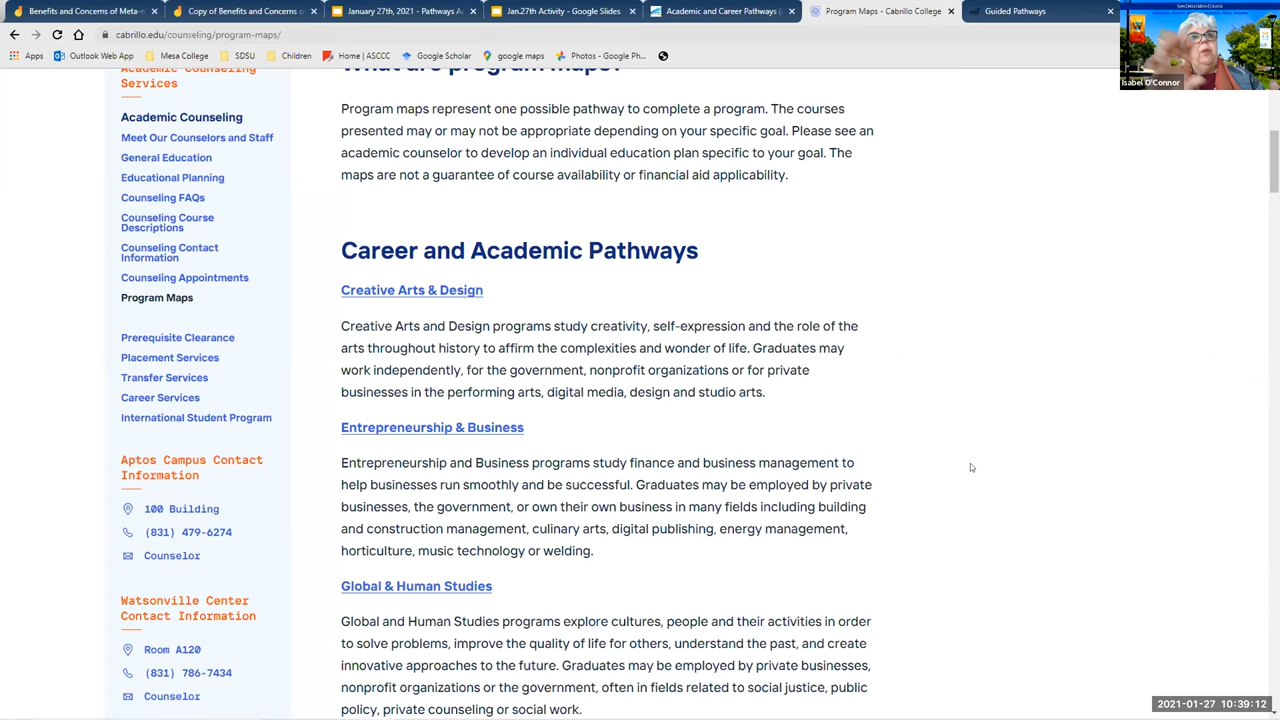 Benefits and Concerns of Meta-
Copy of Benefits and Concerns o
January 27th, 2021 - Pathways A
Jan.27th Activity - Google Slides
Academic and Career Pathways (
Program Maps - Cabrillo College
Guided Pathways
cabrillo.edu/counseling/program-maps/
Apps
Outlook Web App
Mesa College
SDSU
Children
Home | ASCCC
Google Scholar
google maps
Photos - Google Ph...
SAN DIEGO MESA COLLEGE
Isabel O'Connor
Academic Counseling
Services
Academic Counseling
Meet Our Counselors and Staff
General Education
Educational Planning
Counseling FAQs
Counseling Course
Descriptions
Counseling Contact
Information
Counseling Appointments
Program Maps
Prerequisite Clearance
Placement Services
Transfer Services
Career Services
International Student Program
Aptos Campus Contact
Information
100 Building
(831) 479-6274
Counselor
Watsonville Center
Contact Information
Room A120
(831) 786-7434
Counselor
What are program maps?
Program maps represent one possible pathway to complete a program. The courses
presented may or may not be appropriate depending on your specific goal. Please see an
academic counselor to develop an individual education plan specific to your goal. The
maps are not a guarantee of course availability or financial aid applicability.
Career and Academic Pathways
Creative Arts & Design
Creative Arts and Design programs study creativity, self-expression and the role of the
arts throughout history to affirm the complexities and wonder of life. Graduates may
work independently, for the government, nonprofit organizations or for private
businesses in the performing arts, digital media, design and studio arts.
Entrepreneurship & Business
Entrepreneurship and Business programs study finance and business management to
help businesses run smoothly and be successful. Graduates may be employed by private
businesses, the government, or own their own business in many fields including building
and construction management, culinary arts, digital publishing, energy management,
horticulture, music technology or welding.
Global & Human Studies
Global and Human Studies programs explore cultures, people and their activities in order
to solve problems, improve the quality of life for others, understand the past, and create
innovative approaches to the future. Graduates may be employed by private businesses,
nonprofit organizations or the government, often in fields related to social justice, public
policy, private counseling or social work.
2021-01-27 10:39:12